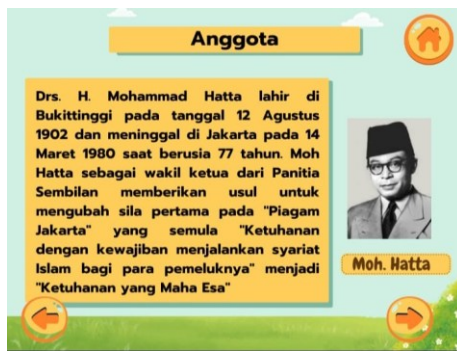 Anggota
Drs. H. Mohammad Hatta lahir di
Bukittinggi pada tanggal 12 Agustus
1902 dan meninggal di Jakarta pada 14
Maret 1980 saat berusia 77 tahun. Moh
Hatta sebagai wakil ketua dari Panitia
Sembilan memberikan usul untuk
mengubah sila pertama pada "Piagam
Jakarta" yang semula "Ketuhanan
dengan kewajiban menjalankan syariat
Islam bagi para pemeluknya" menjadi
"Ketuhanan yang Maha Esa"
Moh. Hatta